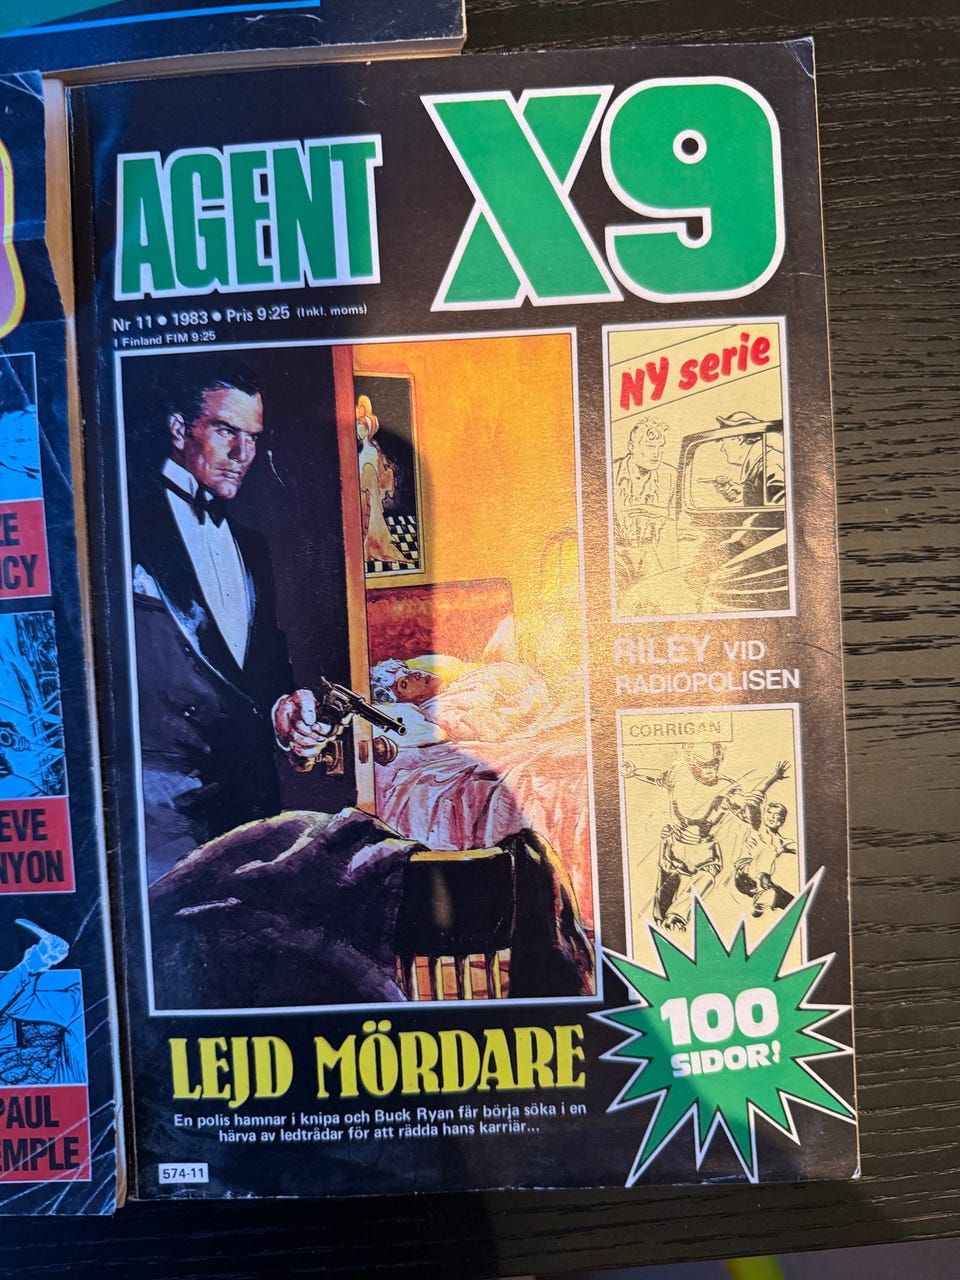 AGENT X9
Nr 11 • 1983 • Pris 9:25 (Inkl. moms)
I Finland FIM 9:25
NY serie
RILEY VID
RADIOPOLISEN
CORRIGAN
100
SIDOR!
LEJD MÖRDARE
En polis hamnar i knipa och Buck Ryan får börja söka i en
härva av ledtrådar för att rädda hans karriär...
574-11
ZE
ICY
EVE
NYON
PAUL
EMPLE